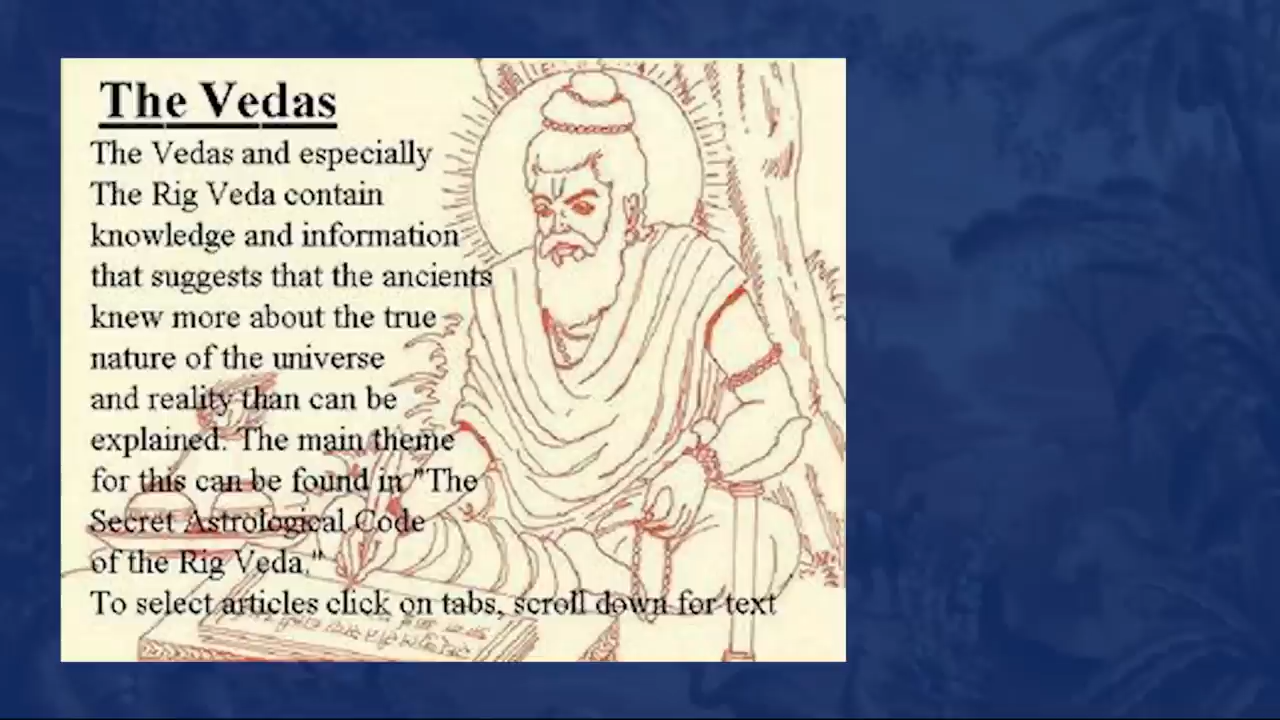 The Vedas
The Vedas and especially
The Rig Veda contain
knowledge and information
that suggests that the ancients
knew more about the true
nature of the universe
and reality than can be
explained. The main theme
for this can be found in "The
Secret Astrological Code
of the Rig Veda."
To select articles click on tabs, scroll down for text